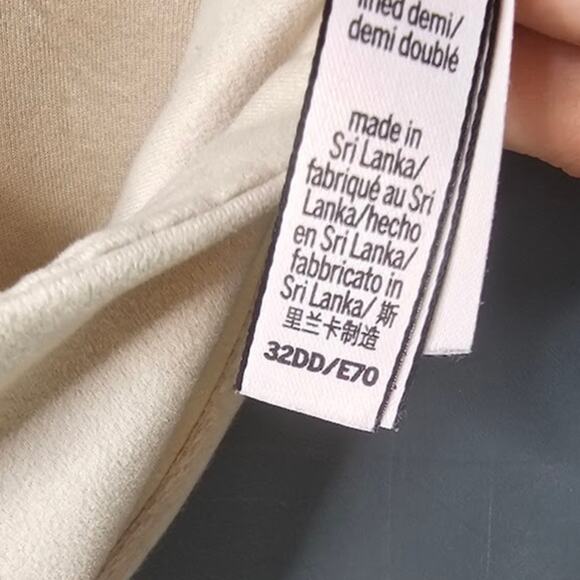 lined demi/
demi doublé
made in
Sri Lanka/
fabriqué au Sri
Lanka/hecho
en Sri Lanka/
fabbricato in
Sri Lanka/ 斯
里兰卡制造
32DD/E70